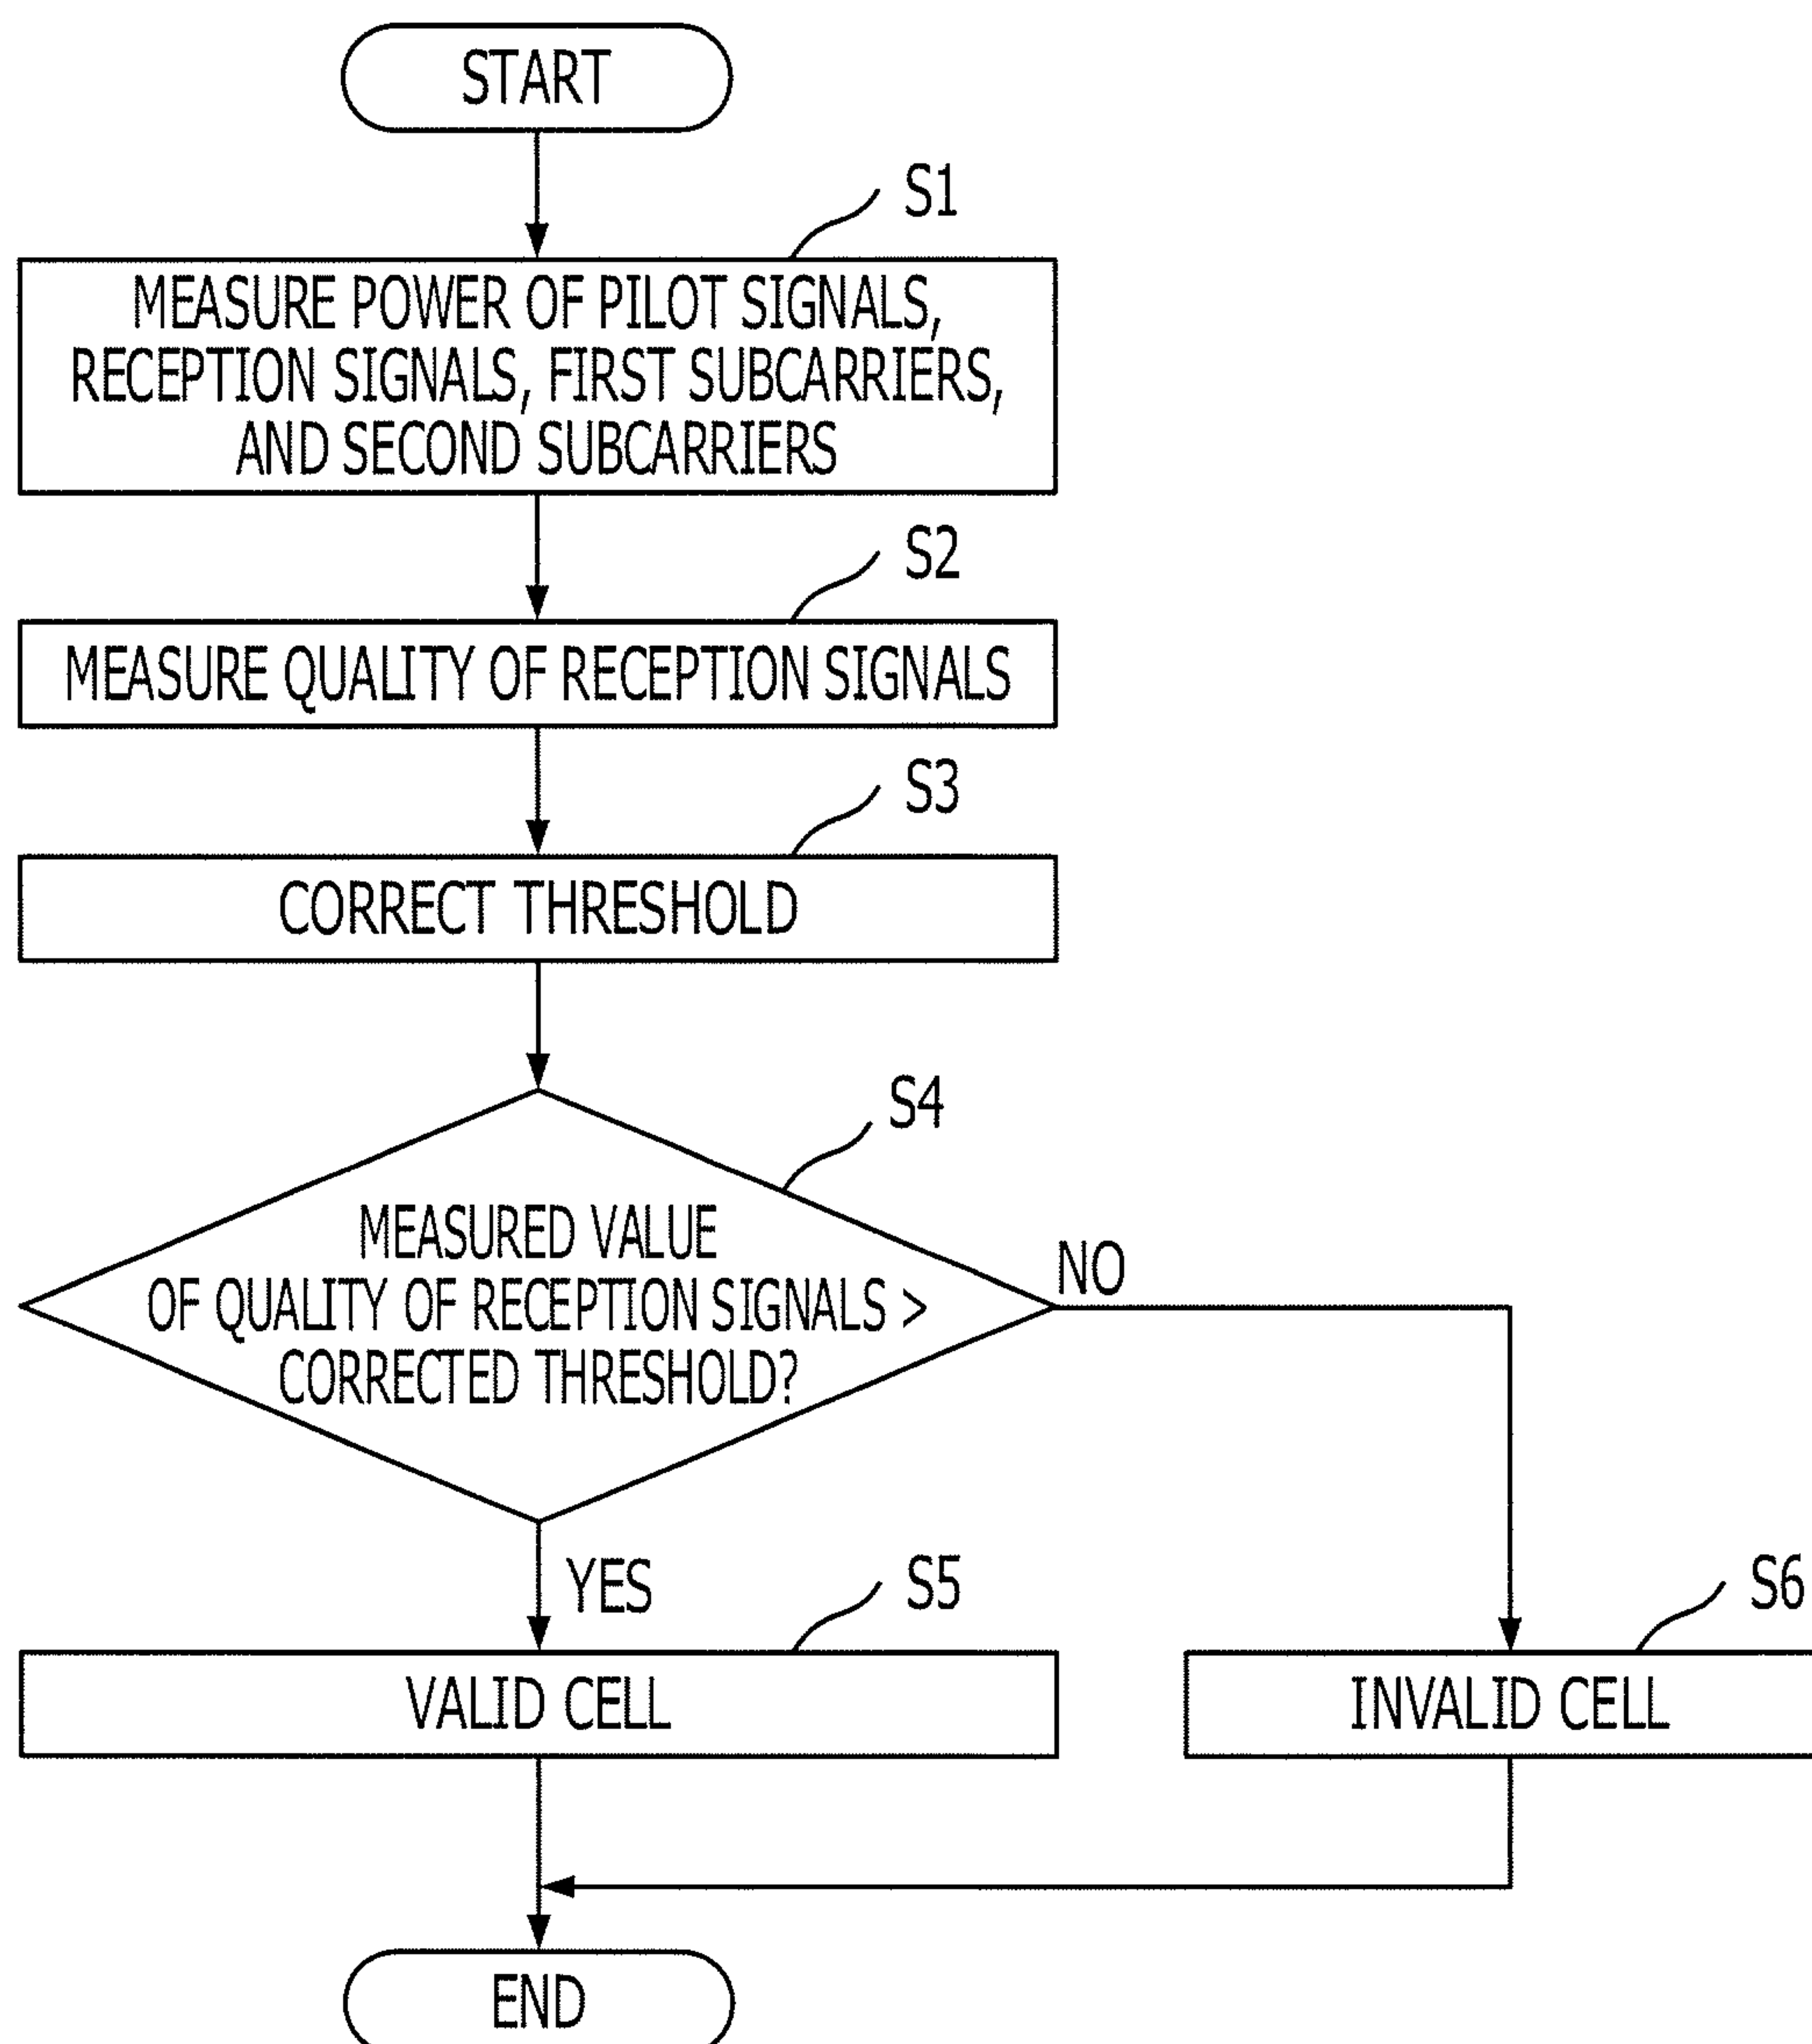 START
S1
MEASURE POWER OF PILOT SIGNALS,
RECEPTION SIGNALS, FIRST SUBCARRIERS,
AND SECOND SUBCARRIERS
S2
MEASURE QUALITY OF RECEPTION SIGNALS
S3
CORRECT THRESHOLD
S4
MEASURED VALUE
OF QUALITY OF RECEPTION SIGNALS >
CORRECTED THRESHOLD?
NO
YES
S5
VALID CELL
S6
INVALID CELL
END